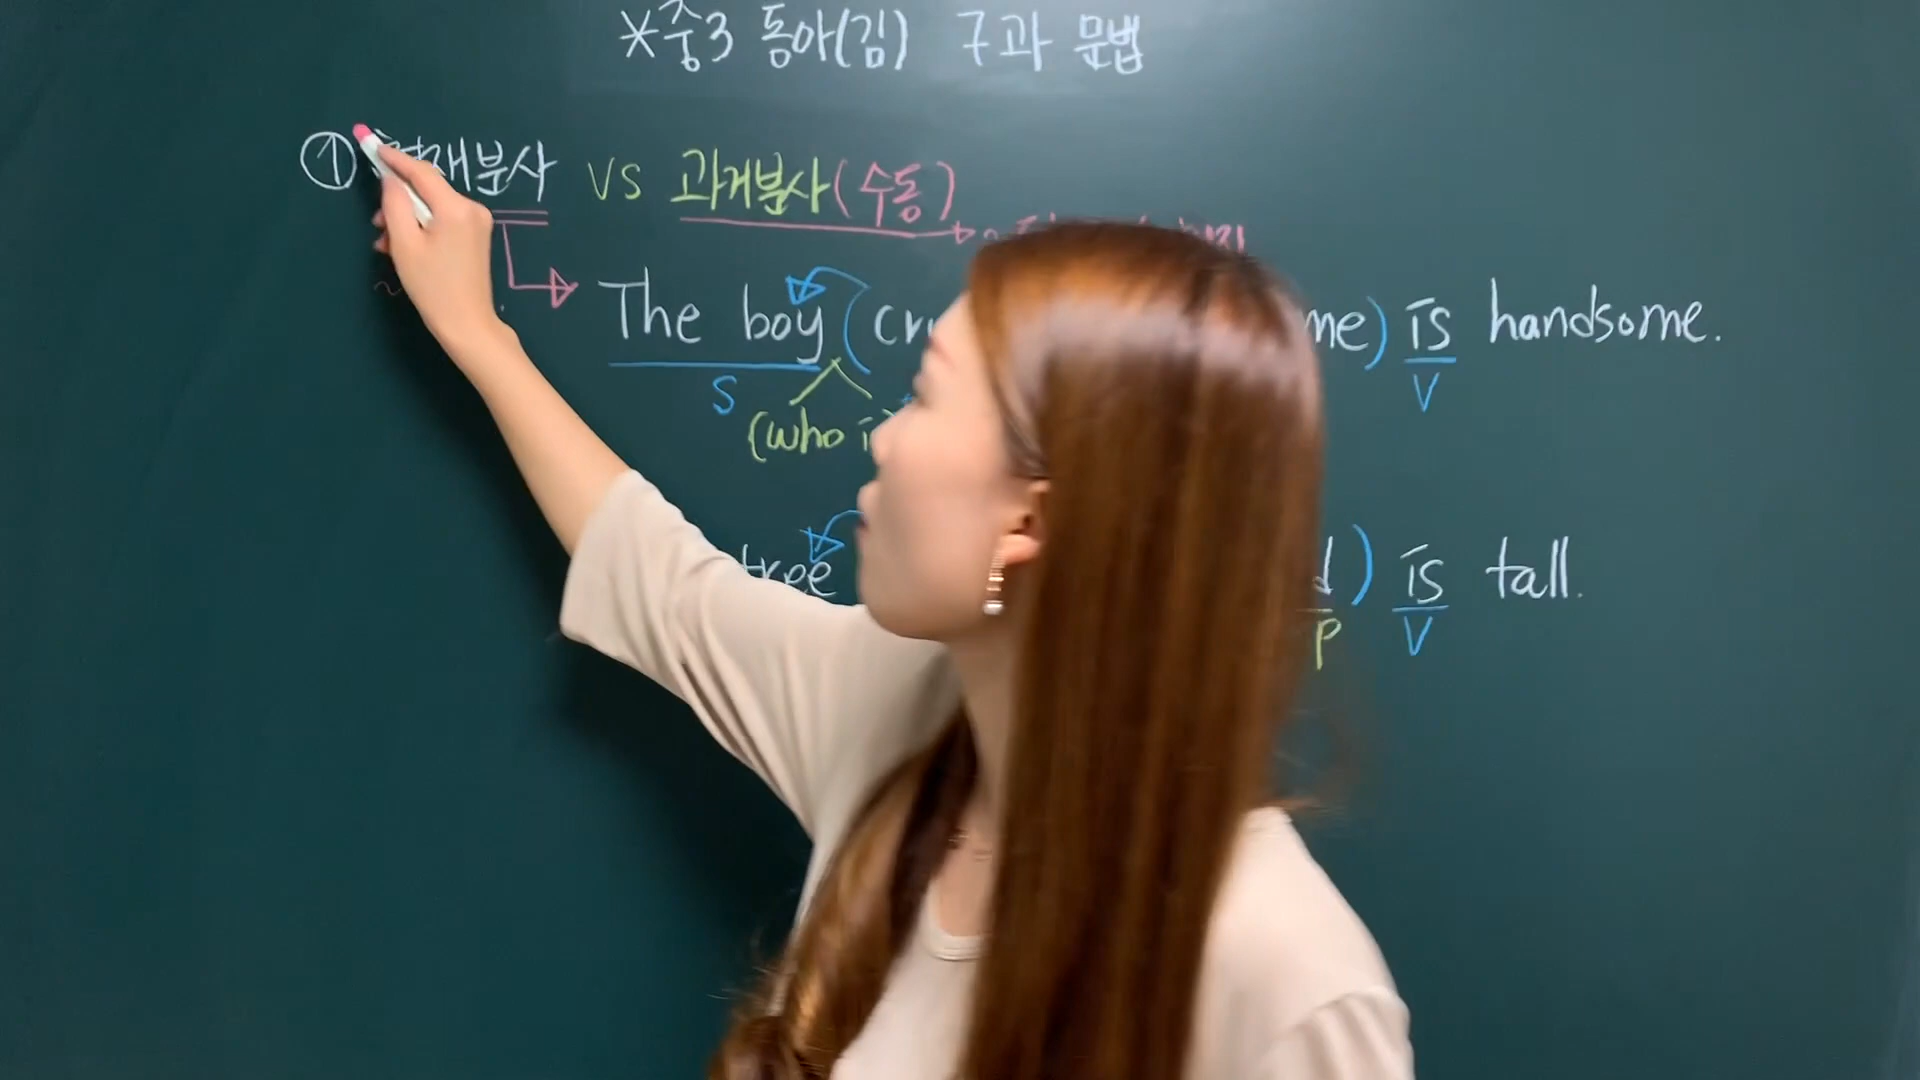 *중3 동아(김) 7과 문법
① 현재분사 vs 과거분사(수동)
The boy (cr me) is handsome.
S V
(who is)
tree ) is tall.
P V